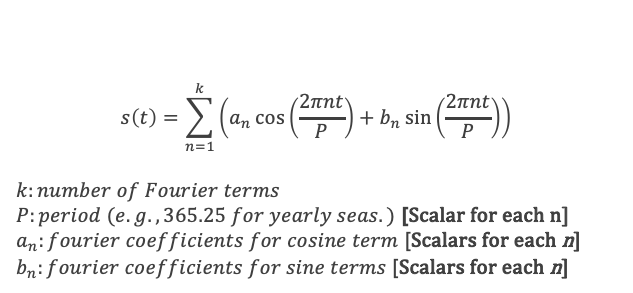 s(t) = ∑_{n=1}^{k} (a_n cos (2πnt / P) + b_n sin (2πnt / P))
k: number of Fourier terms
P: period (e.g., 365.25 for yearly seas.) [Scalar for each n]
a_n: fourier coefficients for cosine term [Scalars for each n]
b_n: fourier coefficients for sine terms [Scalars for each n]